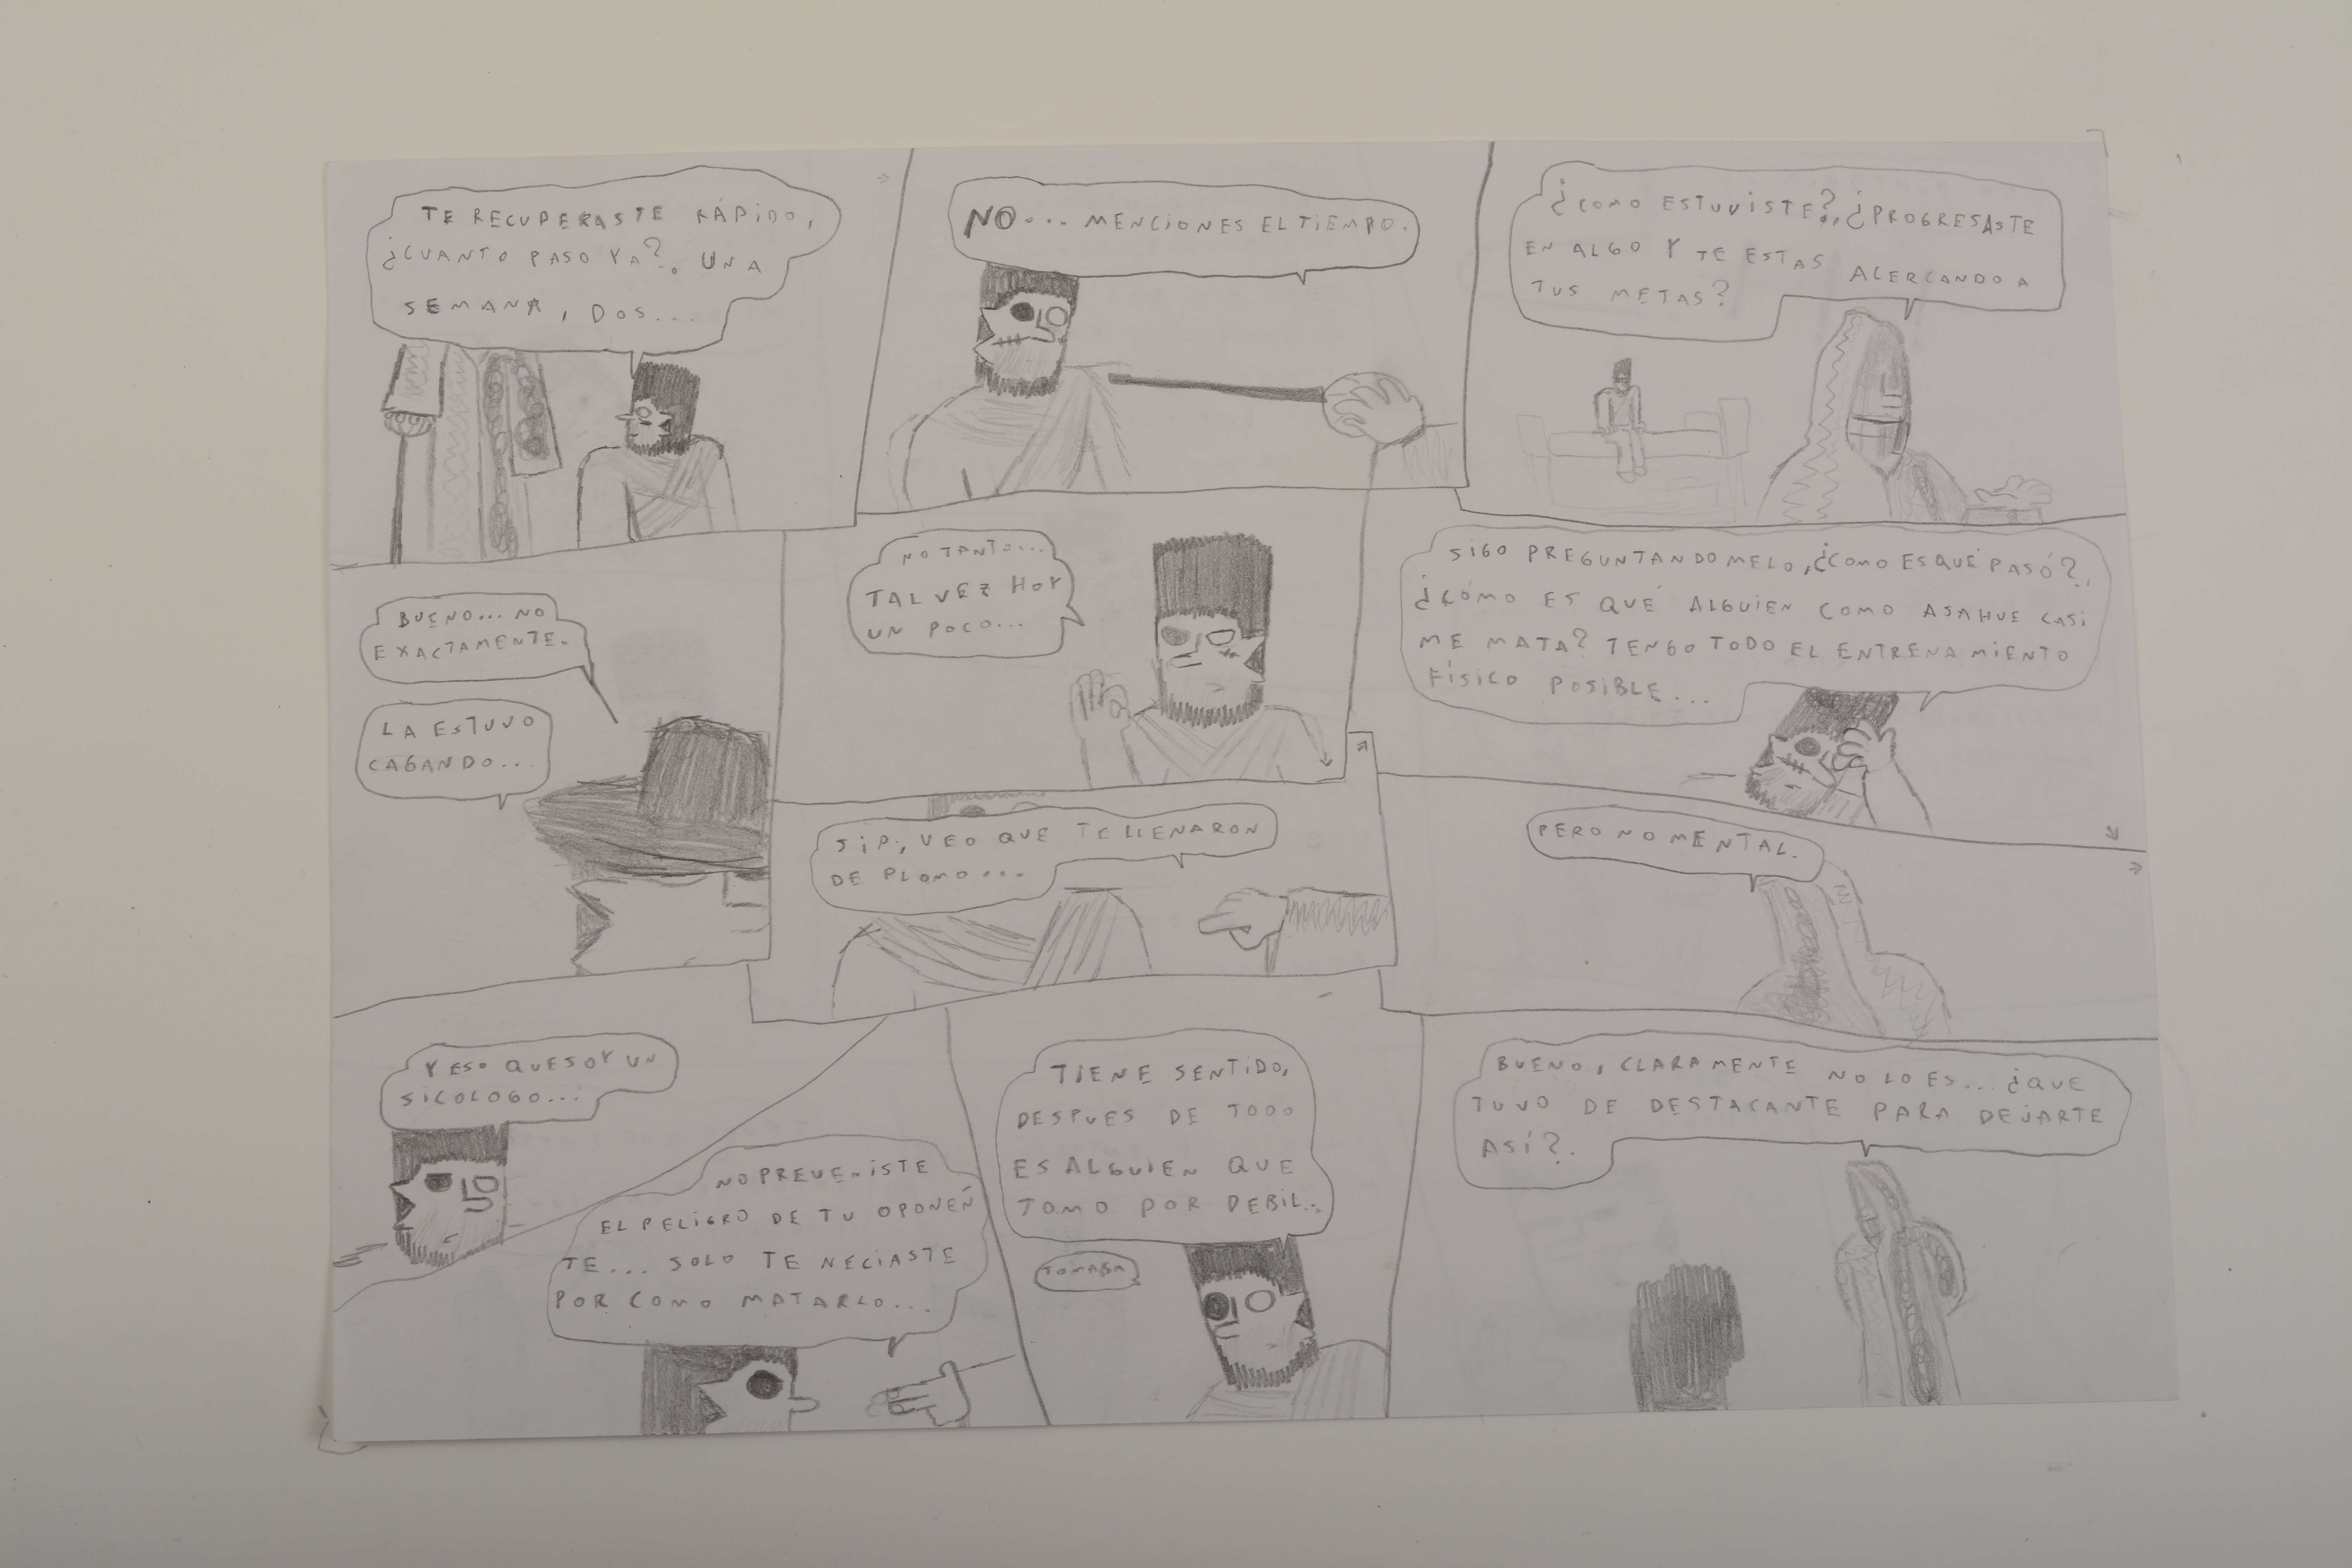 TE RECUPERASTE RÁPIDO,
¿CUANTO PASO YA?. UNA
SEMANA, DOS...
NO... MENCIONES EL TIEMPO.
¿COMO ESTUVISTE?, ¿PROGRESASTE
EN ALGO Y TE ESTAS ACERCANDO A
TUS METAS?
BUENO... NO
EXACTAMENTE.
LA ESTUVO
CAGANDO...
NO TANTO...
TAL VEZ HOY
UN POCO...
SIP, VEO QUE TE LLENARON
DE PLOMO...
SIGO PREGUNTANDOMELO, ¿COMO ES QUE PASÓ?,
¿CÓMO ES QUÉ ALGUIEN COMO ASAHUE CASI
ME MATA? TENGO TODO EL ENTRENAMIENTO
FÍSICO POSIBLE...
PERO NO MENTAL.
Y ESO QUE SOY UN
SICOLOGO...
NO PREVENISTE
EL PELIGRO DE TU OPONEN
TE... SOLO TE NECIASTE
POR COMO MATARLO...
TIENE SENTIDO,
DESPUES DE TODO
ES ALGUIEN QUE
TOMO POR DEBIL..
TOMABA
BUENO, CLARAMENTE NO LO ES... ¿QUE
TUVO DE DESTACANTE PARA DEJARTE
ASÍ?.